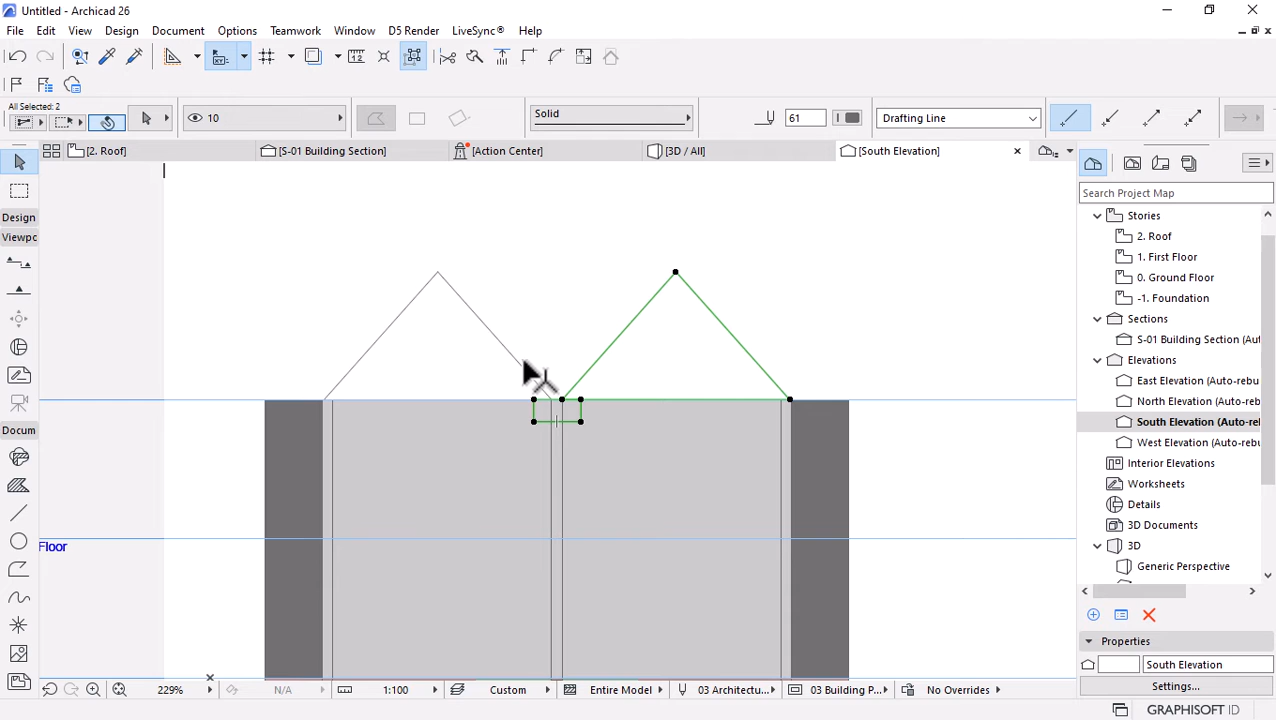 Untitled - Archicad 26
File Edit View Design Document Options Teamwork Window D5 Render LiveSync® Help
All Selected: 2
10
Solid
61
Drafting Line
[2. Roof]
[S-01 Building Section]
[Action Center]
[3D / All]
[South Elevation]
Search Project Map
Design
Viewpc
Docum
Stories
2. Roof
1. First Floor
0. Ground Floor
-1. Foundation
Sections
S-01 Building Section (Aut
Elevations
East Elevation (Auto-rebu
North Elevation (Auto-rebu
South Elevation (Auto-rel
West Elevation (Auto-rebu
Interior Elevations
Worksheets
Details
3D Documents
3D
Generic Perspective
Floor
Properties
South Elevation
Settings...
229%
N/A
1:100
Custom
Entire Model
03 Architectu...
03 Building P...
No Overrides
GRAPHISOFT ID